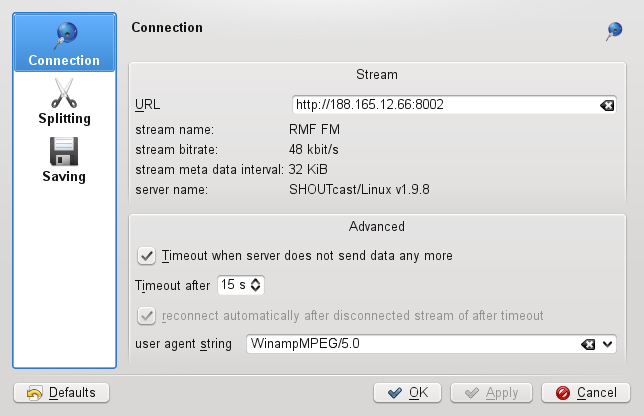 Connection
Splitting
Saving
Connection
Stream
URL http://188.165.12.66:8002
stream name: RMF FM
stream bitrate: 48 kbit/s
stream meta data interval: 32 KiB
server name: SHOUTcast/Linux v1.9.8
Advanced
Timeout when server does not send data any more
Timeout after 15 s
reconnect automatically after disconnected stream of after timeout
user agent string WinampMPEG/5.0
Defaults OK Apply Cancel